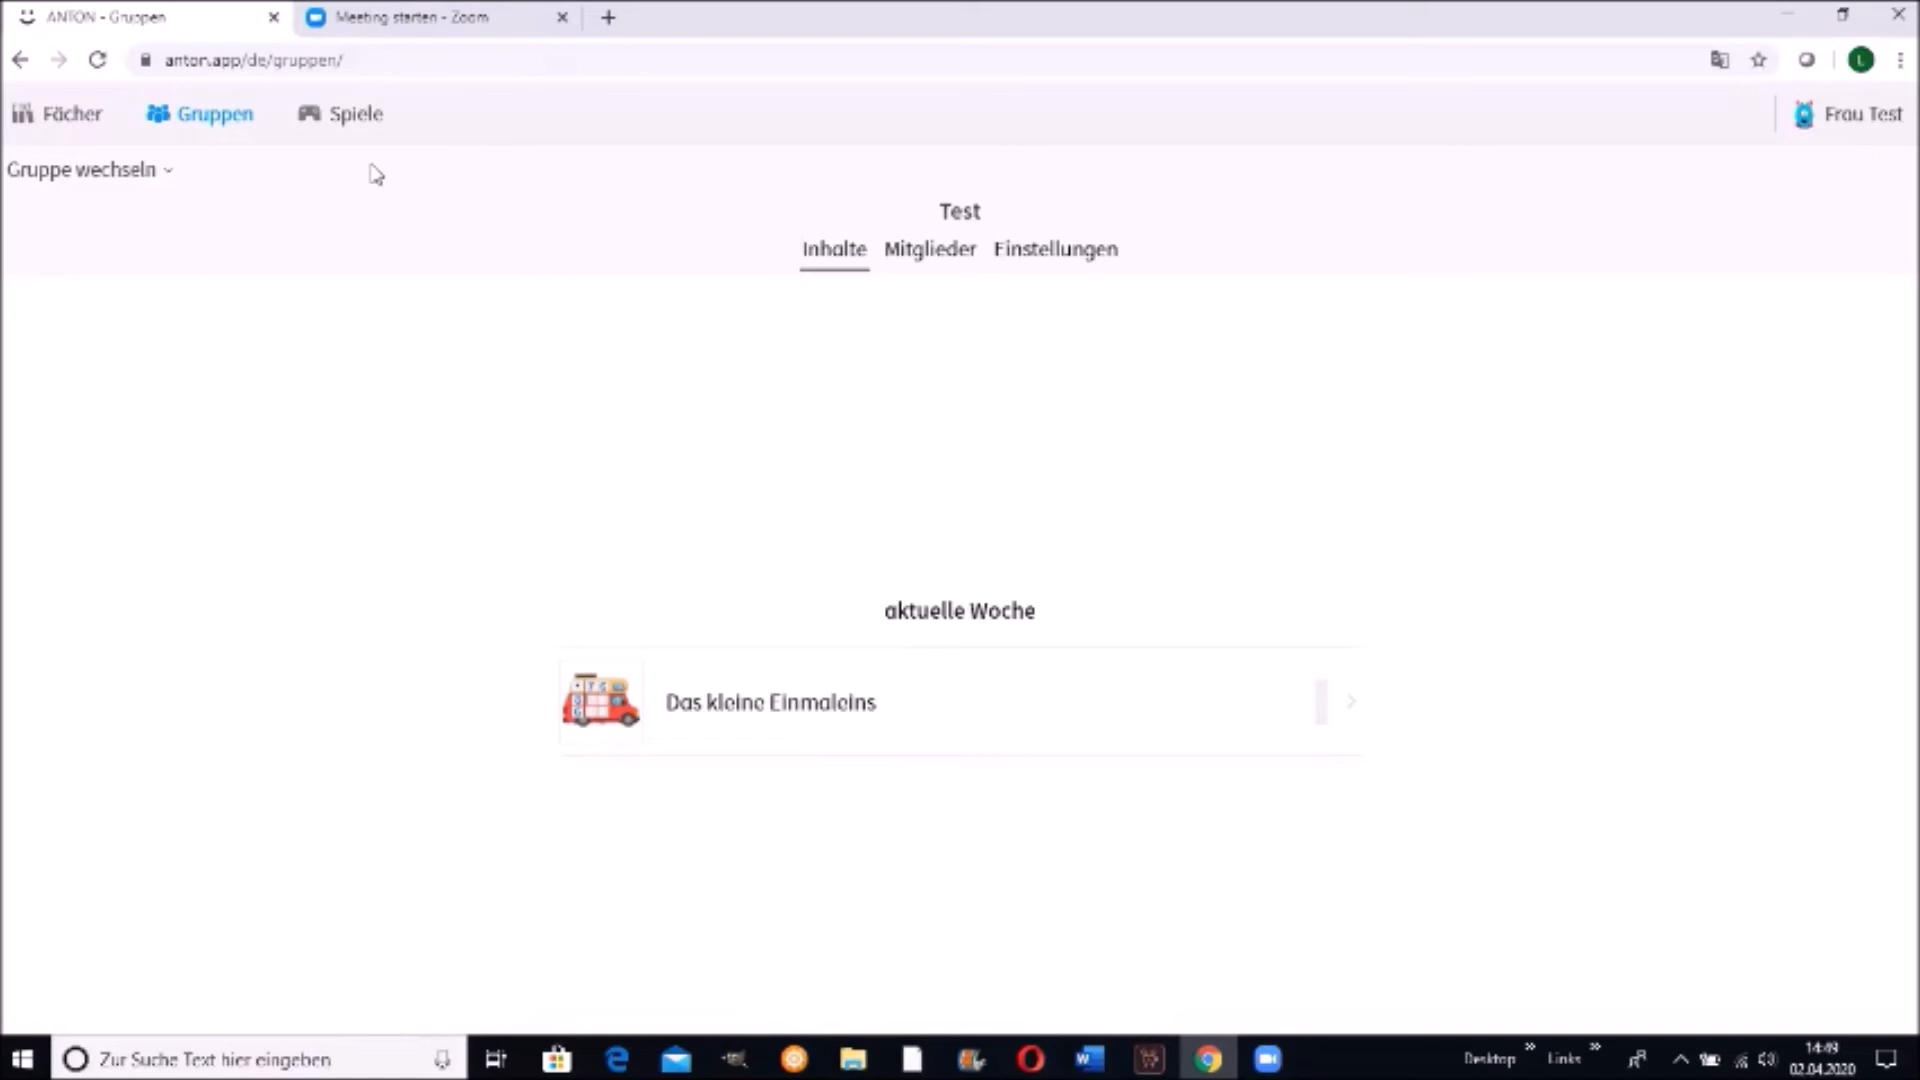 ANTON - Gruppen
Meeting starten - Zoom
anton.app/de/gruppen/
Fächer Gruppen Spiele Frau Test
Gruppe wechseln
Test
Inhalte Mitglieder Einstellungen
aktuelle Woche
Das kleine Einmaleins
Zur Suche Text hier eingeben
Desktop
Links
14:49
02.04.2020